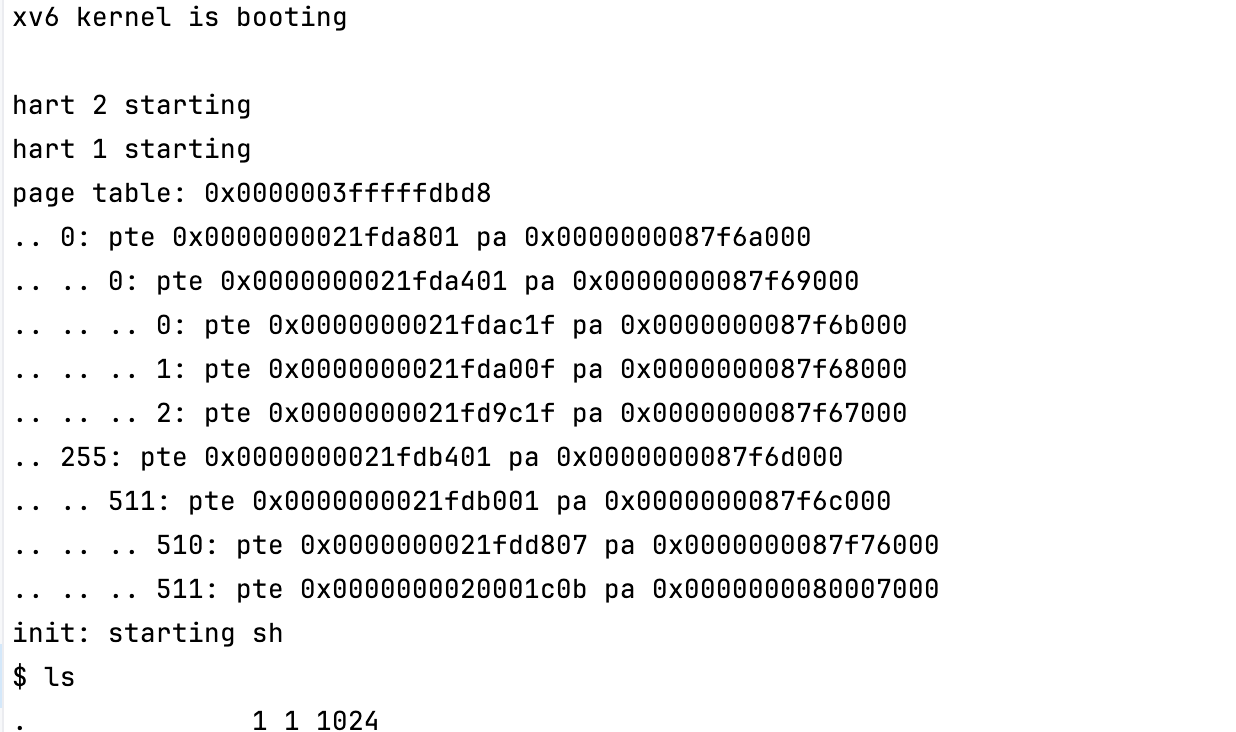 xv6 kernel is booting
hart 2 starting
hart 1 starting
page table: 0x0000003fffffdbd8
.. 0: pte 0x0000000021fda801 pa 0x0000000087f6a000
.. .. 0: pte 0x0000000021fda401 pa 0x0000000087f69000
.. .. .. 0: pte 0x0000000021fdac1f pa 0x0000000087f6b000
.. .. .. 1: pte 0x0000000021fda00f pa 0x0000000087f68000
.. .. .. 2: pte 0x0000000021fd9c1f pa 0x0000000087f67000
.. 255: pte 0x0000000021fdb401 pa 0x0000000087f6d000
.. .. 511: pte 0x0000000021fdb001 pa 0x0000000087f6c000
.. .. .. 510: pte 0x0000000021fdd807 pa 0x0000000087f76000
.. .. .. 511: pte 0x0000000020001c0b pa 0x0000000080007000
init: starting sh
$ ls
.              1 1 1024